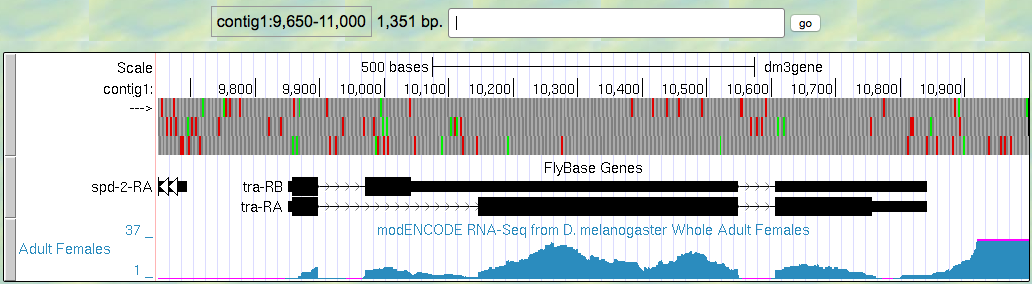 contig1:9,650-11,000 1,351 bp. go
Scale 500 bases dm3gene
contig1: 9,800 9,900 10,000 10,100 10,200 10,300 10,400 10,500 10,600 10,700 10,800 10,900
--->
FlyBase Genes
spd-2-RA tra-RB
tra-RA
37 _ modENCODE RNA-Seq from D. melanogaster Whole Adult Females
Adult Females
1 _